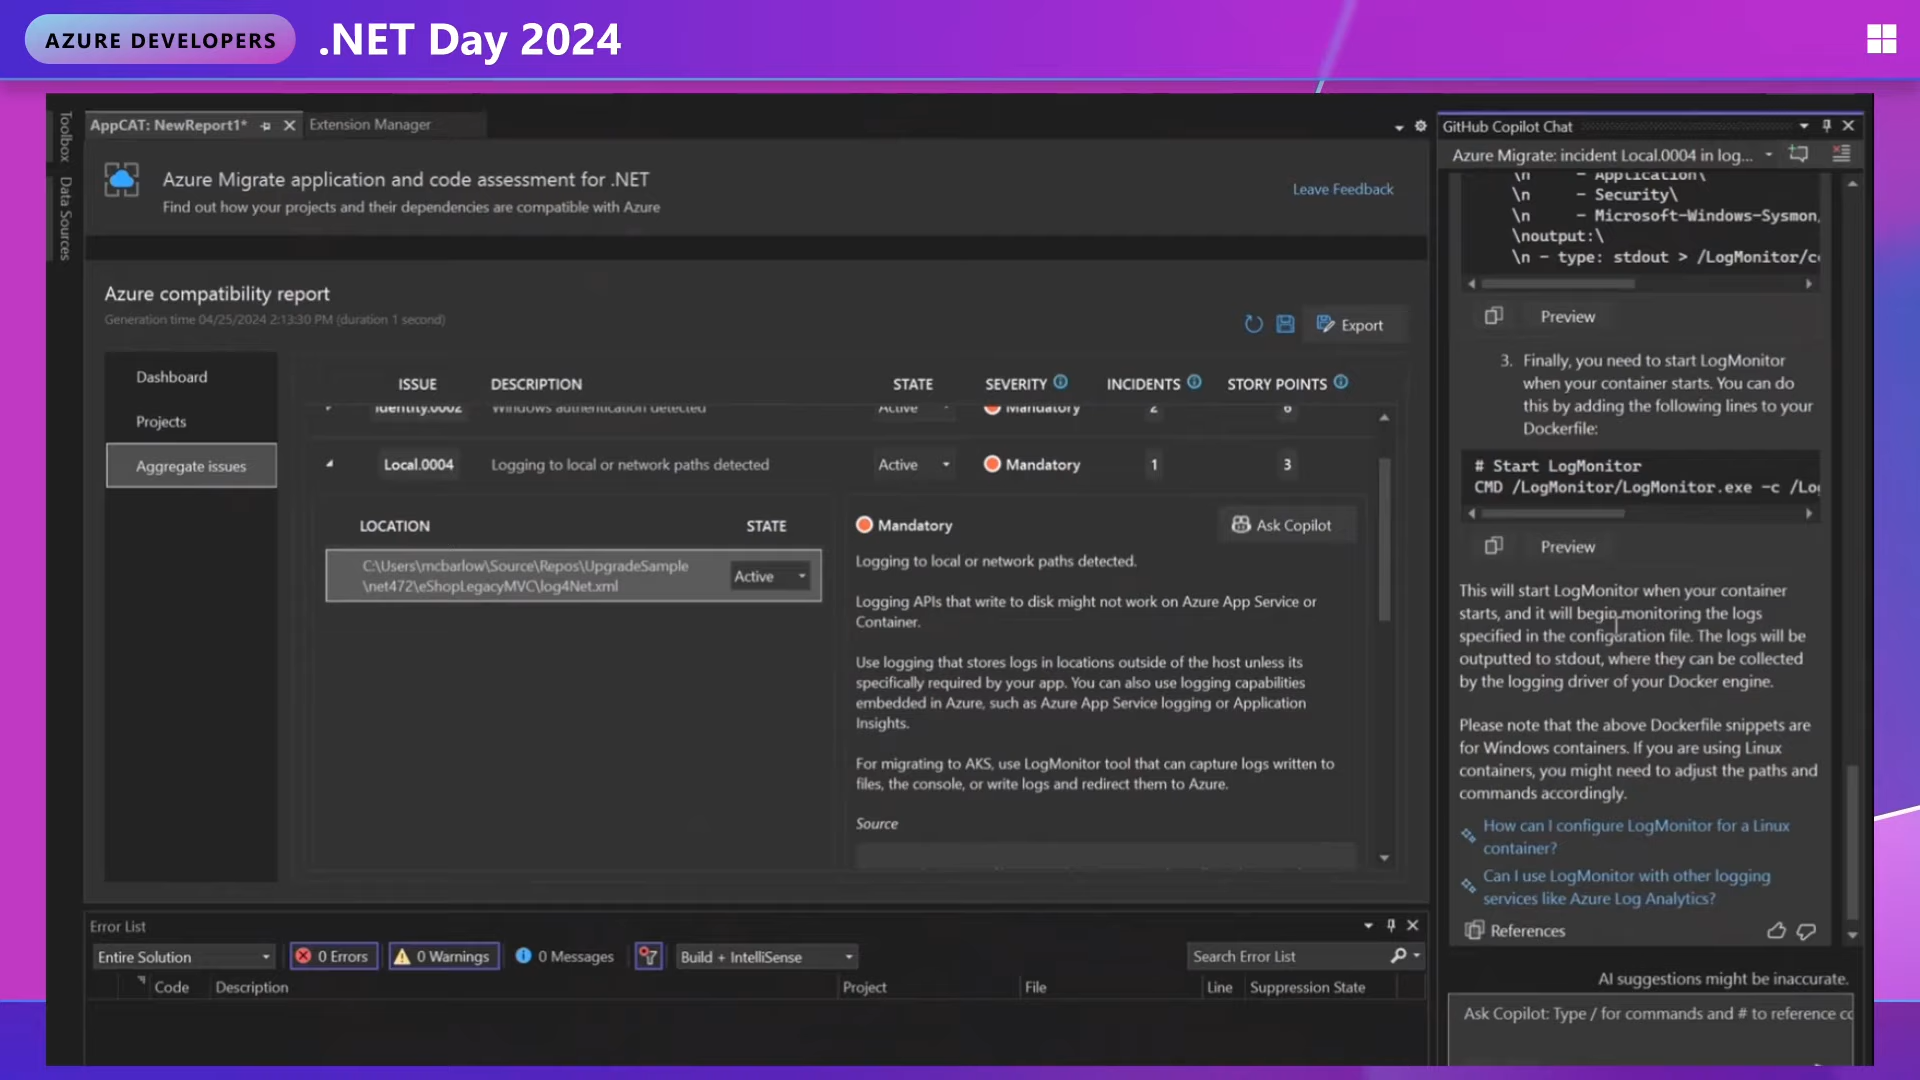 AZURE DEVELOPERS
.NET Day 2024
Toolbox
Data Sources
AppCAT: NewReport1*
Extension Manager
Azure Migrate application and code assessment for .NET
Find out how your projects and their dependencies are compatible with Azure
Leave Feedback
Azure compatibility report
Generation time 04/25/2024 2:13:30 PM (duration 1 second)
Export
Dashboard
Projects
Aggregate issues
ISSUE DESCRIPTION STATE SEVERITY INCIDENTS STORY POINTS
Identity.0002 Windows authentication detected Active Mandatory 2 6
Local.0004 Logging to local or network paths detected Active Mandatory 1 3
LOCATION STATE
C:\Users\mcbarlow\Source\Repos\UpgradeSample
\net472\eShopLegacyMVC\log4Net.xml
Active
Mandatory
Ask Copilot
Logging to local or network paths detected.
Logging APIs that write to disk might not work on Azure App Service or
Container.
Use logging that stores logs in locations outside of the host unless its
specifically required by your app. You can also use logging capabilities
embedded in Azure, such as Azure App Service logging or Application
Insights.
For migrating to AKS, use LogMonitor tool that can capture logs written to
files, the console, or write logs and redirect them to Azure.
Source
Error List
Entire Solution
0 Errors
0 Warnings
0 Messages
Build + IntelliSense
Search Error List
Code Description Project File Line Suppression State
GitHub Copilot Chat
Azure Migrate: incident Local.0004 in log...
\n - Application\
\n - Security\
\n - Microsoft-Windows-Sysmon/
\noutput:\
\n - type: stdout > /LogMonitor/co
Preview
3. Finally, you need to start LogMonitor
when your container starts. You can do
this by adding the following lines to your
Dockerfile:
# Start LogMonitor
CMD /LogMonitor/LogMonitor.exe -c /Log
Preview
This will start LogMonitor when your container
starts, and it will begin monitoring the logs
specified in the configuration file. The logs will be
outputted to stdout, where they can be collected
by the logging driver of your Docker engine.
Please note that the above Dockerfile snippets are
for Windows containers. If you are using Linux
containers, you might need to adjust the paths and
commands accordingly.
How can I configure LogMonitor for a Linux
container?
Can I use LogMonitor with other logging
services like Azure Log Analytics?
References
AI suggestions might be inaccurate.
Ask Copilot: Type / for commands and # to reference co